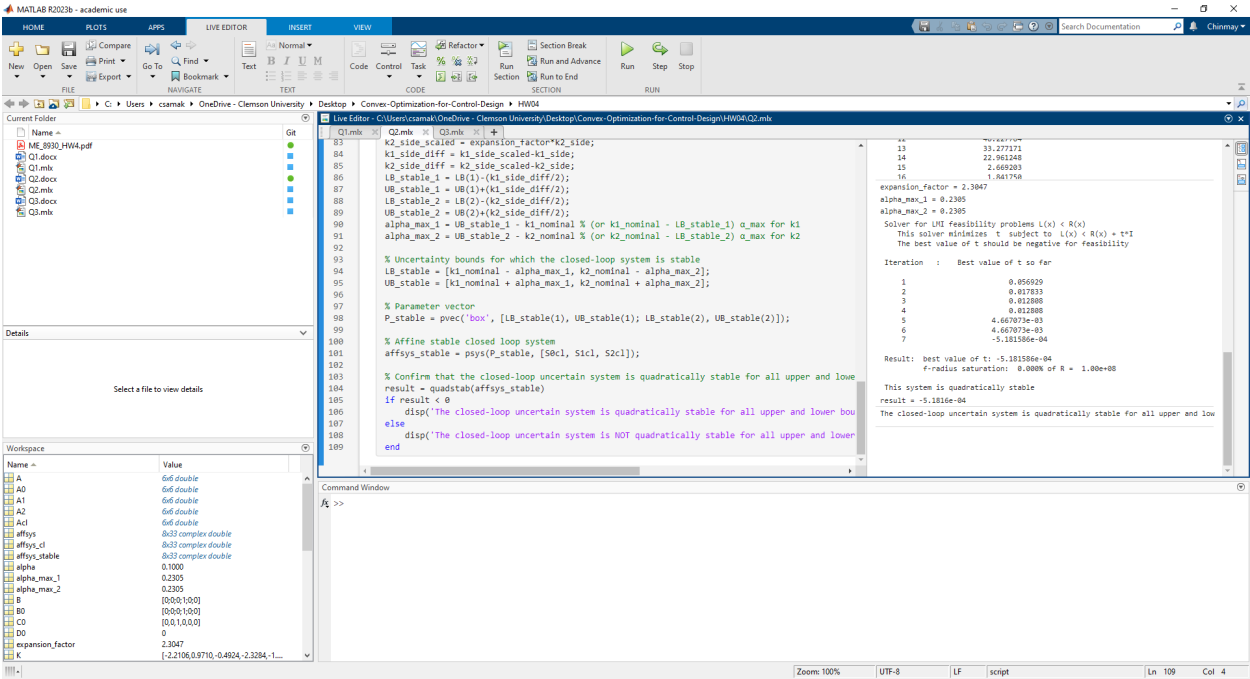 MATLAB R2023b - academic use
HOME PLOTS APPS LIVE EDITOR INSERT VIEW
Search Documentation
Chinmay
New Open Save
Compare
Print
Export
FILE
Go To
Find
Bookmark
NAVIGATE
Text
Normal
B I U M
TEXT
Code Control Task
Refactor
CODE
Run Section
Section Break
Run and Advance
Run to End
SECTION
Run Step Stop
RUN
C: Users csamak OneDrive - Clemson University Desktop Convex-Optimization-for-Control-Design HW04
Current Folder
Name Git
ME_8930_HW4.pdf
Q1.docx
Q1.mlx
Q2.docx
Q2.mlx
Q3.docx
Q3.mlx
Details
Select a file to view details
Workspace
Name Value
A 6x6 double
A0 6x6 double
A1 6x6 double
A2 6x6 double
Acl 6x6 double
affsys 8x33 complex double
affsys_cl 8x33 complex double
affsys_stable 8x33 complex double
alpha 0.1000
alpha_max_1 0.2305
alpha_max_2 0.2305
B [0;0;0;1;0;0]
B0 [0;0;0;1;0;0]
C0 [0,0,1,0,0,0]
D0 0
expansion_factor 2.3047
K [-2.2106,0.9710,-0.4924,-2.3284,-1....
Live Editor - C:\Users\csamak\OneDrive - Clemson University\Desktop\Convex-Optimization-for-Control-Design\HW04\Q2.mlx
Q1.mlx Q2.mlx Q3.mlx +
83 k2_side_scaled = expansion_factor*k2_side;
84 k1_side_diff = k1_side_scaled-k1_side;
85 k2_side_diff = k2_side_scaled-k2_side;
86 LB_stable_1 = LB(1)-(k1_side_diff/2);
87 UB_stable_1 = UB(1)+(k1_side_diff/2);
88 LB_stable_2 = LB(2)-(k2_side_diff/2);
89 UB_stable_2 = UB(2)+(k2_side_diff/2);
90 alpha_max_1 = UB_stable_1 - k1_nominal % (or k1_nominal - LB_stable_1) α_max for k1
91 alpha_max_2 = UB_stable_2 - k2_nominal % (or k2_nominal - LB_stable_2) α_max for k2
92
93 % Uncertainty bounds for which the closed-loop system is stable
94 LB_stable = [k1_nominal - alpha_max_1, k2_nominal - alpha_max_2];
95 UB_stable = [k1_nominal + alpha_max_1, k2_nominal + alpha_max_2];
96
97 % Parameter vector
98 P_stable = pvec('box', [LB_stable(1), UB_stable(1); LB_stable(2), UB_stable(2)]);
99
100 % Affine stable closed loop system
101 affsys_stable = psys(P_stable, [S0cl, S1cl, S2cl]);
102
103 % Confirm that the closed-loop uncertain system is quadratically stable for all upper and lowe
104 result = quadstab(affsys_stable)
105 if result < 0
106 disp('The closed-loop uncertain system is quadratically stable for all upper and lower bou
107 else
108 disp('The closed-loop uncertain system is NOT quadratically stable for all upper and lower
109 end
13 33.277171
14 22.961248
15 2.669203
16 1.841750
expansion_factor = 2.3047
alpha_max_1 = 0.2305
alpha_max_2 = 0.2305
Solver for LMI feasibility problems L(x) < R(x)
This solver minimizes t subject to L(x) < R(x) + t*I
The best value of t should be negative for feasibility
Iteration : Best value of t so far
1 0.056929
2 0.017833
3 0.012808
4 0.012808
5 4.667073e-03
6 4.667073e-03
7 -5.181586e-04
Result: best value of t: -5.181586e-04
f-radius saturation: 0.000% of R = 1.00e+08
This system is quadratically stable
result = -5.1816e-04
The closed-loop uncertain system is quadratically stable for all upper and low
Command Window
fx >>
Zoom: 100% UTF-8 LF script Ln 109 Col 4